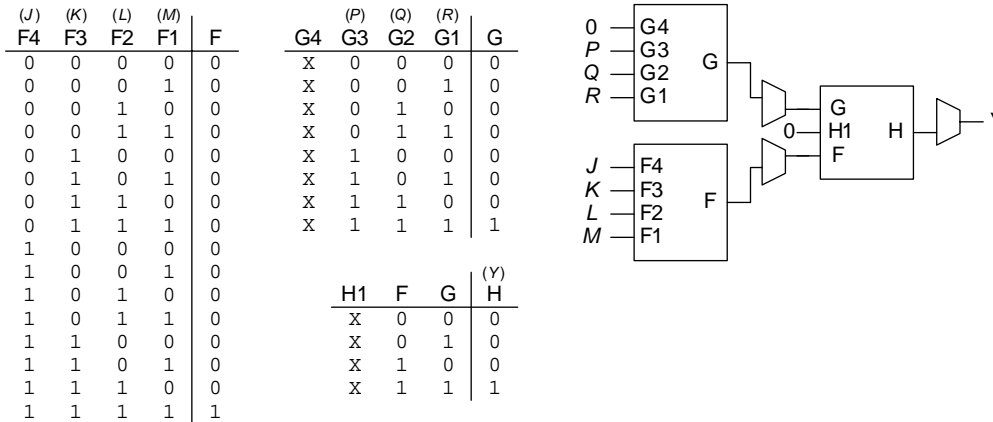 (J) (K) (L) (M)
F4 F3 F2 F1 F
0 0 0 0 0
0 0 0 1 0
0 0 1 0 0
0 0 1 1 0
0 1 0 0 0
0 1 0 1 0
0 1 1 0 0
0 1 1 1 0
1 0 0 0 0
1 0 0 1 0
1 0 1 0 0
1 0 1 1 0
1 1 0 0 0
1 1 0 1 0
1 1 1 0 0
1 1 1 1 1
(P) (Q) (R)
G4 G3 G2 G1 G
X 0 0 0 0
X 0 0 1 0
X 0 1 0 0
X 0 1 1 0
X 1 0 0 0
X 1 0 1 0
X 1 1 0 0
X 1 1 1 1
(Y)
H1 F G H
X 0 0 0
X 0 1 0
X 1 0 0
X 1 1 1
0 G4
P G3
Q G2
R G1
G
J F4
K F3
L F2
M F1
F
G
0 H1 H
F